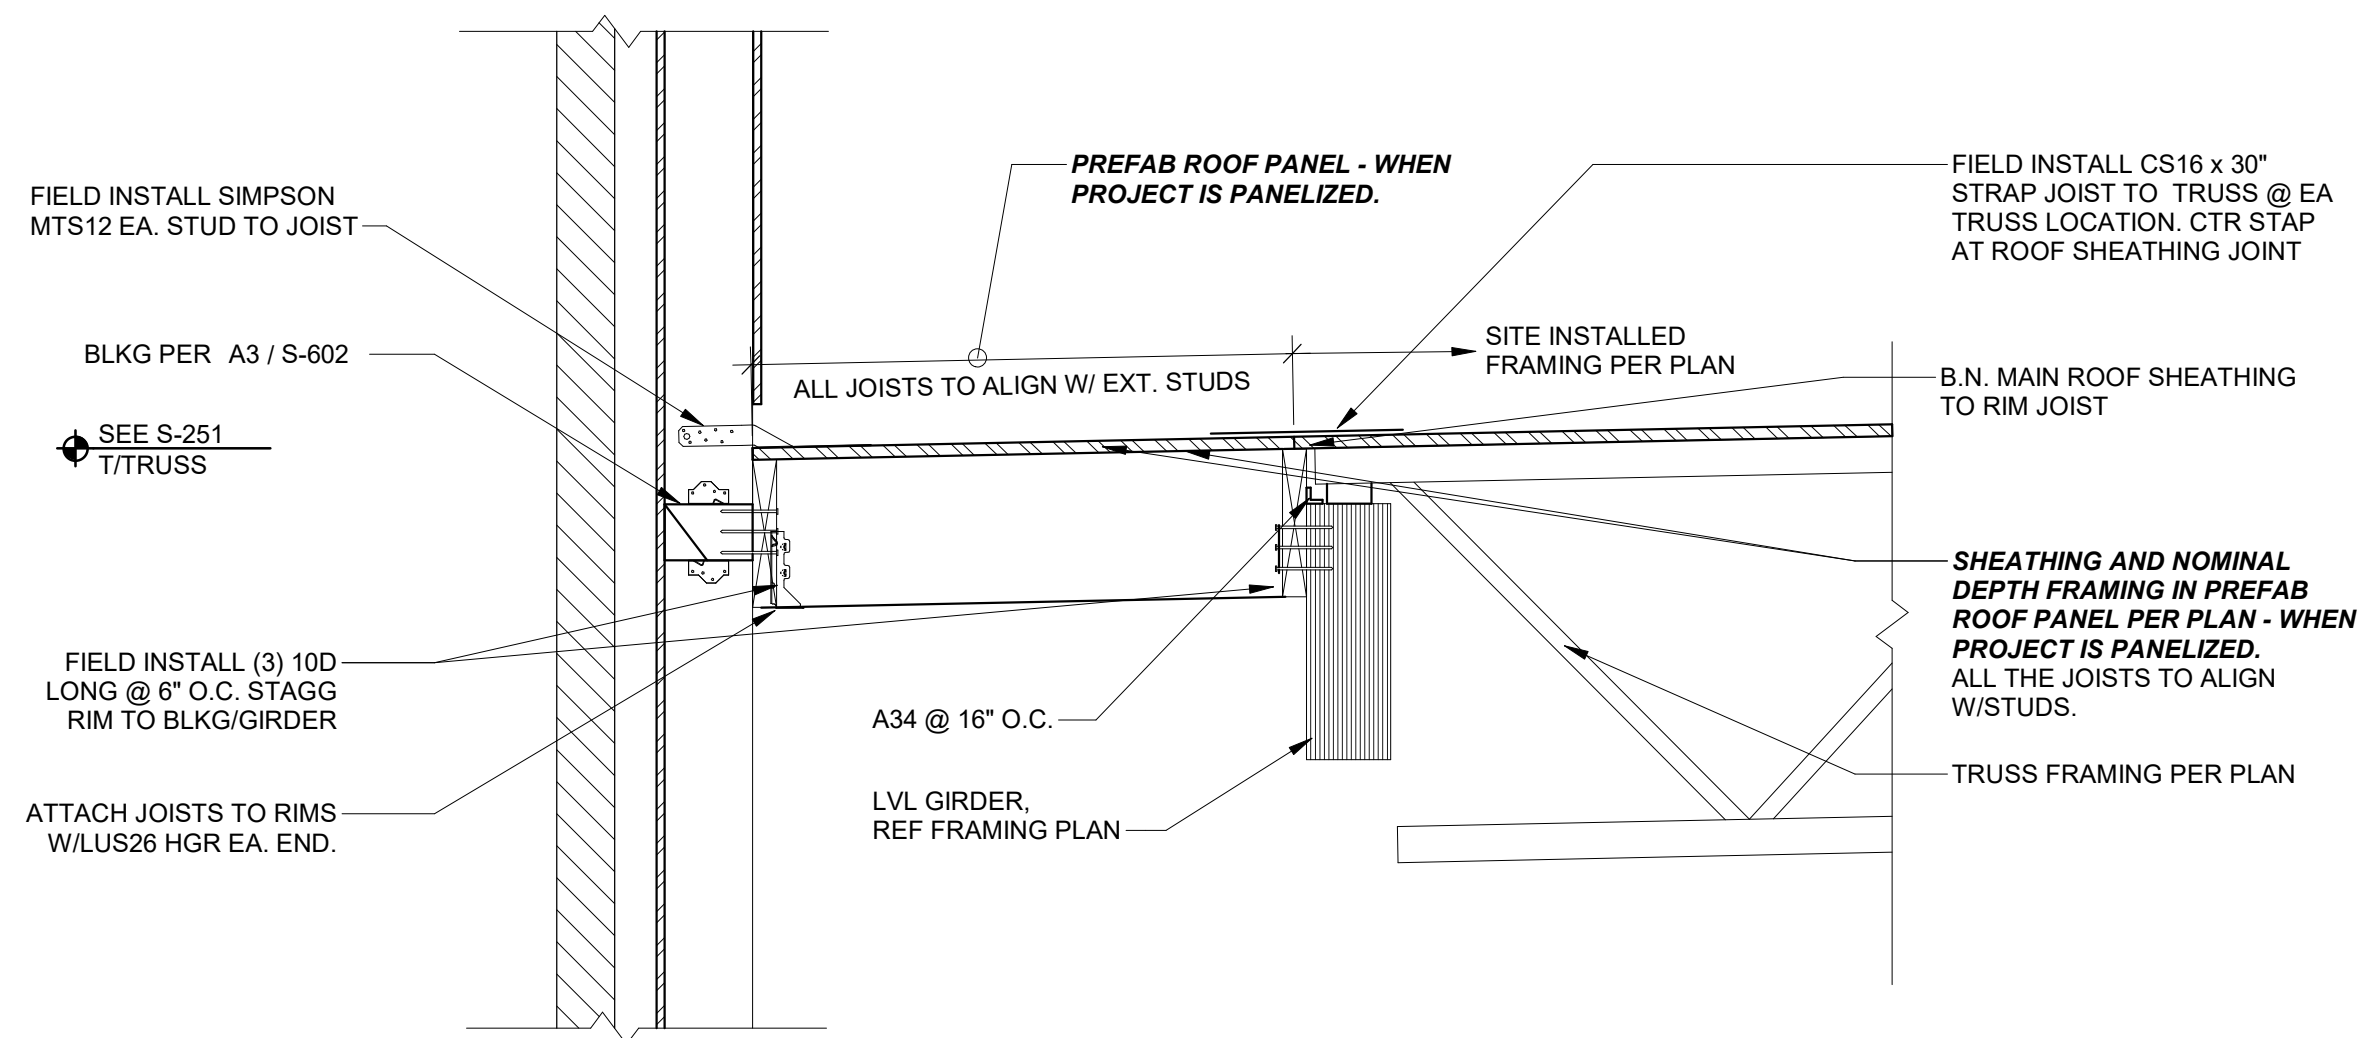 PREFAB ROOF PANEL - WHEN
PROJECT IS PANELIZED.
FIELD INSTALL CS16 x 30"
STRAP JOIST TO TRUSS @ EA
TRUSS LOCATION. CTR STAP
AT ROOF SHEATHING JOINT
FIELD INSTALL SIMPSON
MTS12 EA. STUD TO JOIST
BLKG PER A3 / S-602
SITE INSTALLED
FRAMING PER PLAN
ALL JOISTS TO ALIGN W/ EXT. STUDS
B.N. MAIN ROOF SHEATHING
TO RIM JOIST
SEE S-251
T/TRUSS
SHEATHING AND NOMINAL
DEPTH FRAMING IN PREFAB
ROOF PANEL PER PLAN - WHEN
PROJECT IS PANELIZED.
ALL THE JOISTS TO ALIGN
W/STUDS.
FIELD INSTALL (3) 10D
LONG @ 6" O.C. STAGG
RIM TO BLKG/GIRDER
A34 @ 16" O.C.
TRUSS FRAMING PER PLAN
ATTACH JOISTS TO RIMS
W/LUS26 HGR EA. END.
LVL GIRDER,
REF FRAMING PLAN